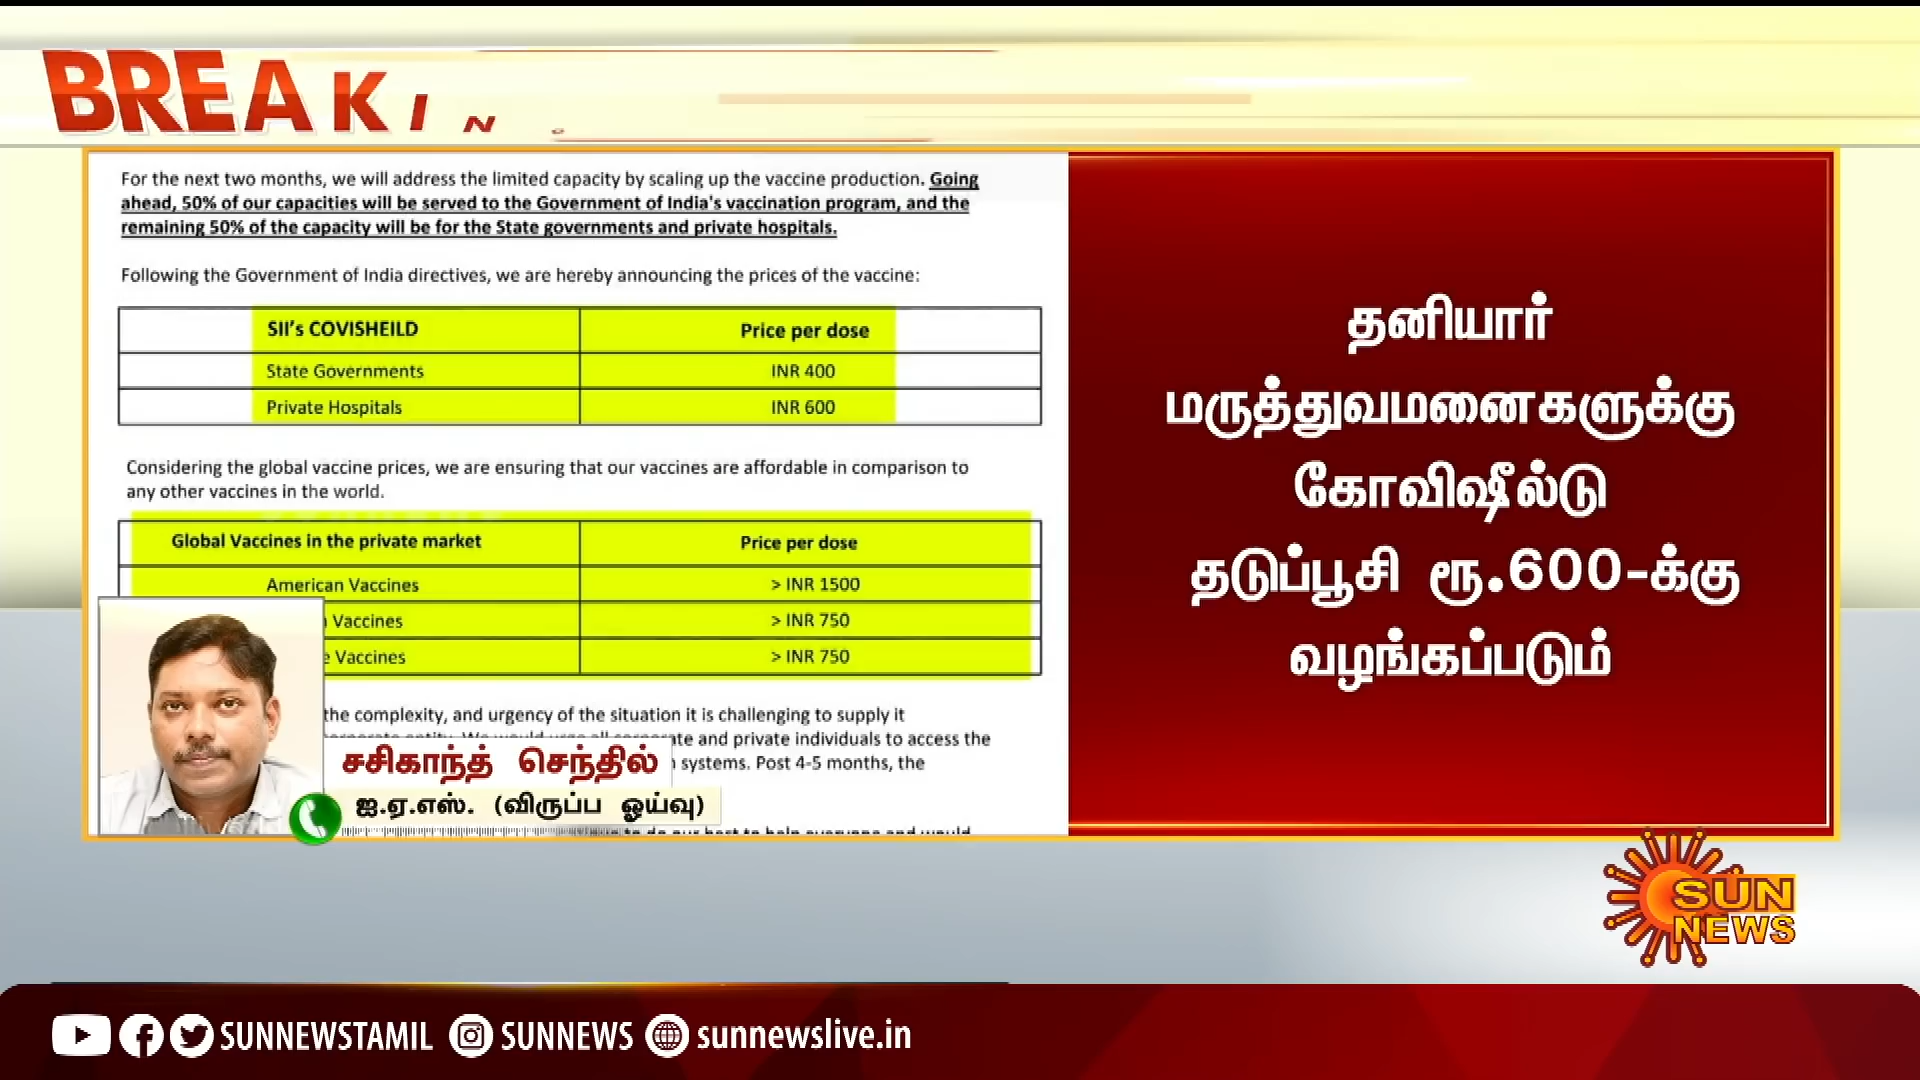 BREAKIN
For the next two months, we will address the limited capacity by scaling up the vaccine production. Going
ahead, 50% of our capacities will be served to the Government of India's vaccination program, and the
remaining 50% of the capacity will be for the State governments and private hospitals.
Following the Government of India directives, we are hereby announcing the prices of the vaccine:
SII's COVISHEILD Price per dose
State Governments INR 400
Private Hospitals INR 600
Considering the global vaccine prices, we are ensuring that our vaccines are affordable in comparison to
any other vaccines in the world.
Global Vaccines in the private market Price per dose
American Vaccines > INR 1500
Vaccines > INR 750
Vaccines > INR 750
the complexity, and urgency of the situation it is challenging to supply it
and private individuals to access the
systems. Post 4-5 months, the
சசிகாந்த் செந்தில்
ஐ.ஏ.எஸ். (விருப்ப ஓய்வு)
தனியார்
மருத்துவமனைகளுக்கு
கோவிஷீல்டு
தடுப்பூசி ரூ.600-க்கு
வழங்கப்படும்
SUN
NEWS
SUNNEWSTAMIL SUNNEWS sunnewslive.in